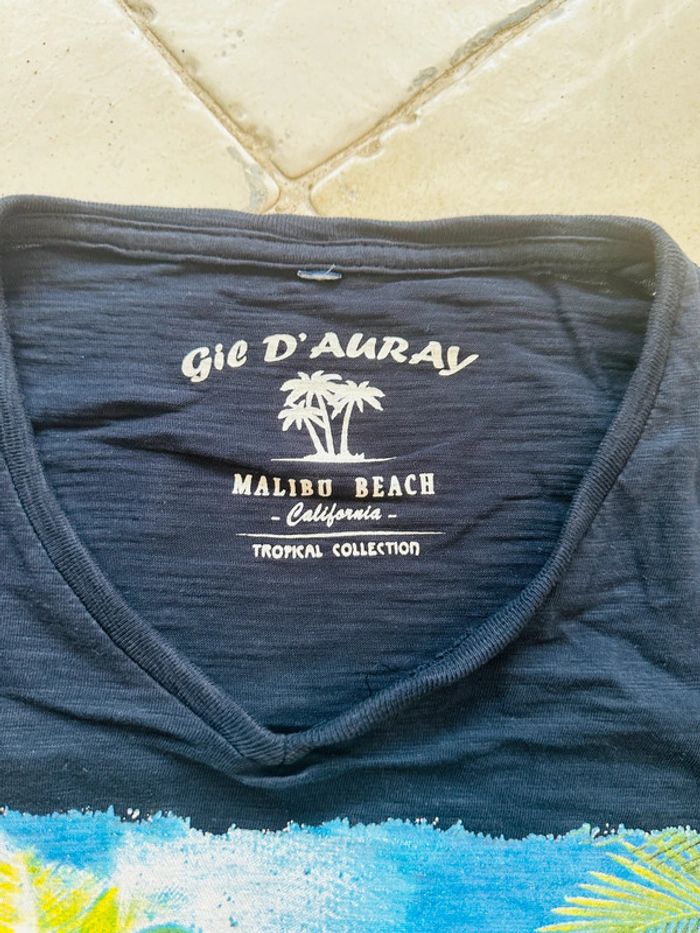 Gil D'AURAY
MALIBU BEACH
- California -
TROPICAL COLLECTION